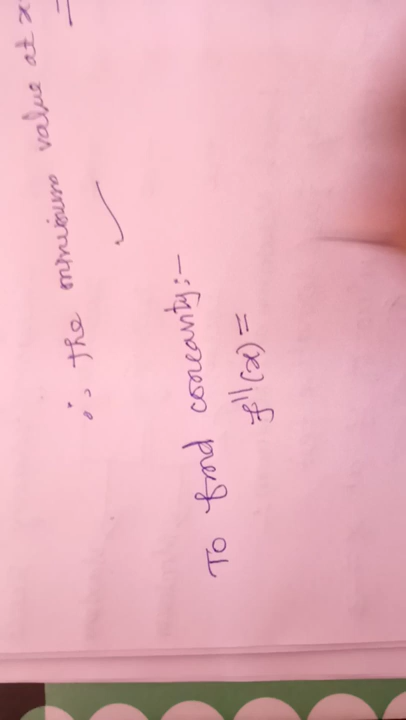 ∴ the minimum value at x
To find concavity:-
f''(x) =